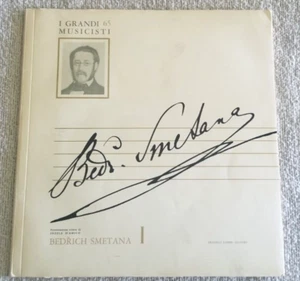 I GRANDI 65
MUSICISTI
Bedř. Smetana
BEDRICH SMETANA I